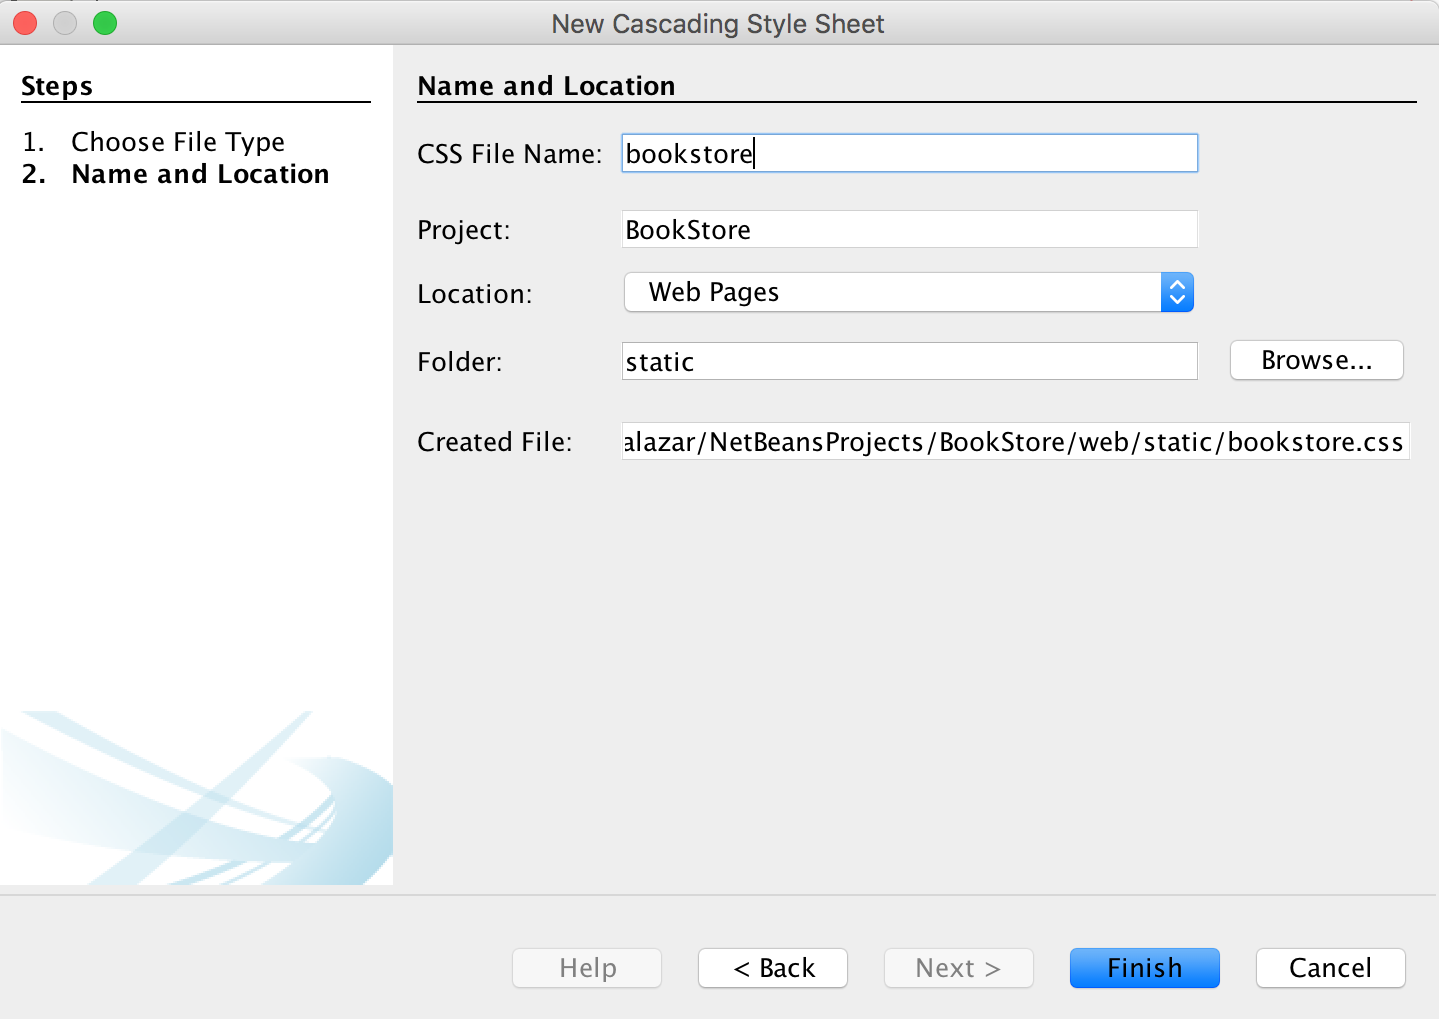 New Cascading Style Sheet
Steps
1. Choose File Type
2. Name and Location
Name and Location
CSS File Name: bookstore
Project: BookStore
Location: Web Pages
Folder: static Browse...
Created File: alazar/NetBeansProjects/BookStore/web/static/bookstore.css
Help < Back Next > Finish Cancel